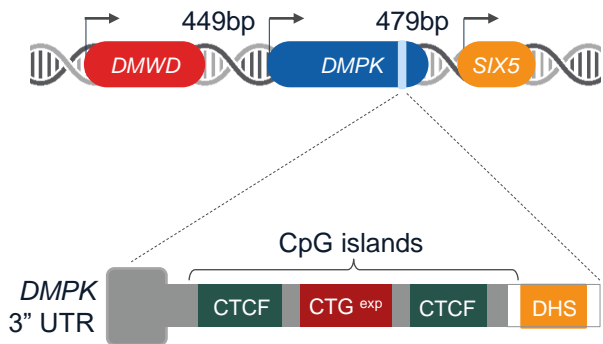 449bp 479bp
DMWD DMPK SIX5
CpG islands
DMPK
3" UTR
CTCF CTG exp CTCF DHS